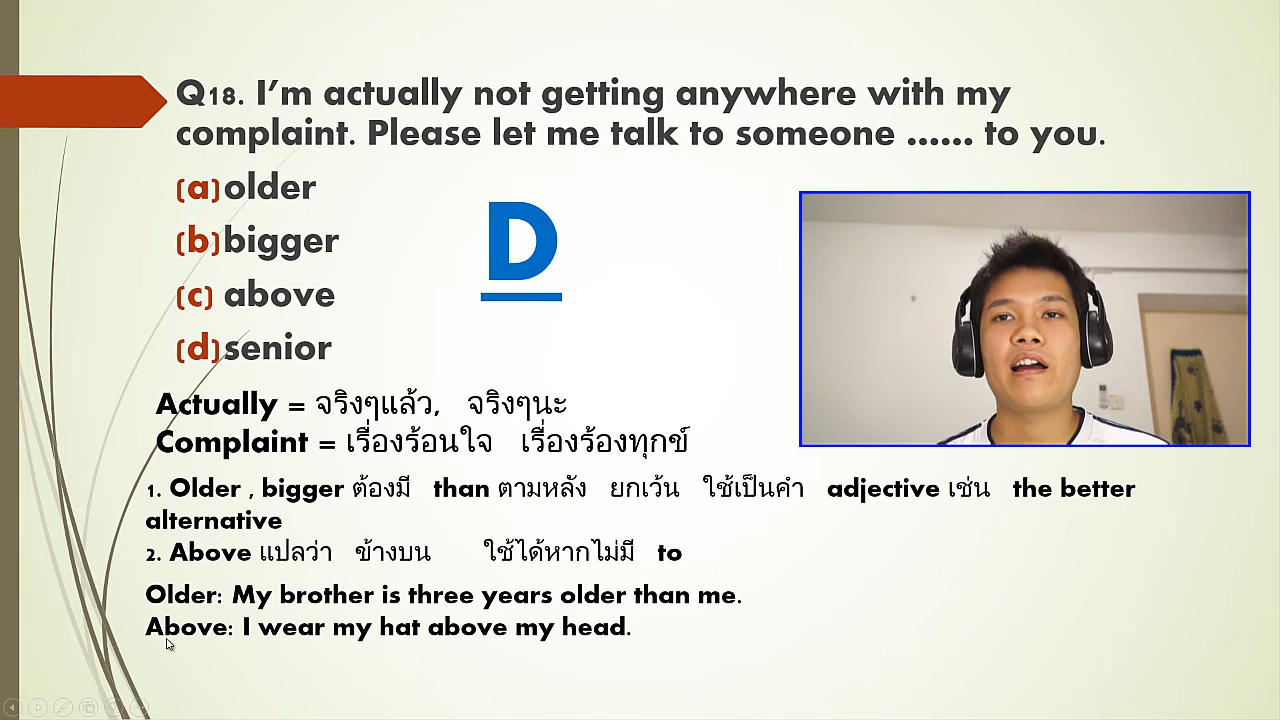 Q18. I’m actually not getting anywhere with my
complaint. Please let me talk to someone …… to you.
(a) older
(b) bigger
(c) above
(d) senior
D
Actually = จริงๆแล้ว, จริงๆนะ
Complaint = เรื่องร้อนใจ เรื่องร้องทุกข์
1. Older , bigger ต้องมี than ตามหลัง ยกเว้น ใช้เป็นคำ adjective เช่น the better
alternative
2. Above แปลว่า ข้างบน ใช้ได้หากไม่มี to
Older: My brother is three years older than me.
Above: I wear my hat above my head.